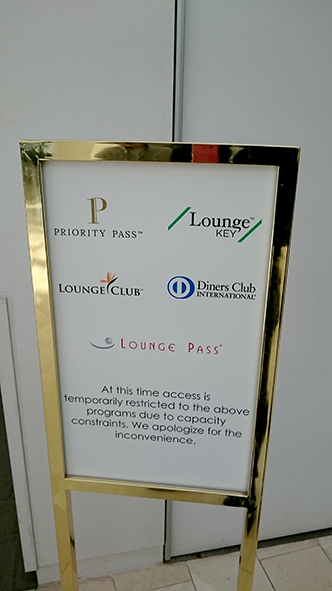 P
PRIORITY PASS™
Lounge™
KEY
LOUNGE CLUB™
Diners Club
INTERNATIONAL®
LOUNGE PASS®
At this time access is
temporarily restricted to the above
programs due to capacity
constraints. We apologize for the
inconvenience.